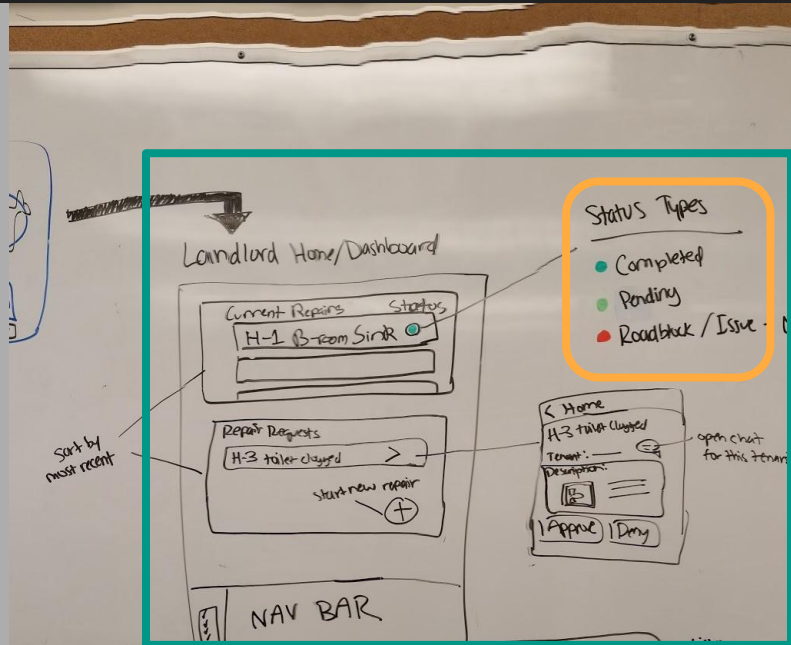 Landlord Home/Dashboard
Current Repairs Status
H-1 B-room Sink
Repair Requests
H-3 toilet clogged >
start new repair
+
Sort by
most recent
NAV BAR
Status Types
Completed
Pending
Roadblock / Issue -
< Home
H-3 toilet clogged
Tenant:
Description:
Approve Deny
open chat
for this tenant